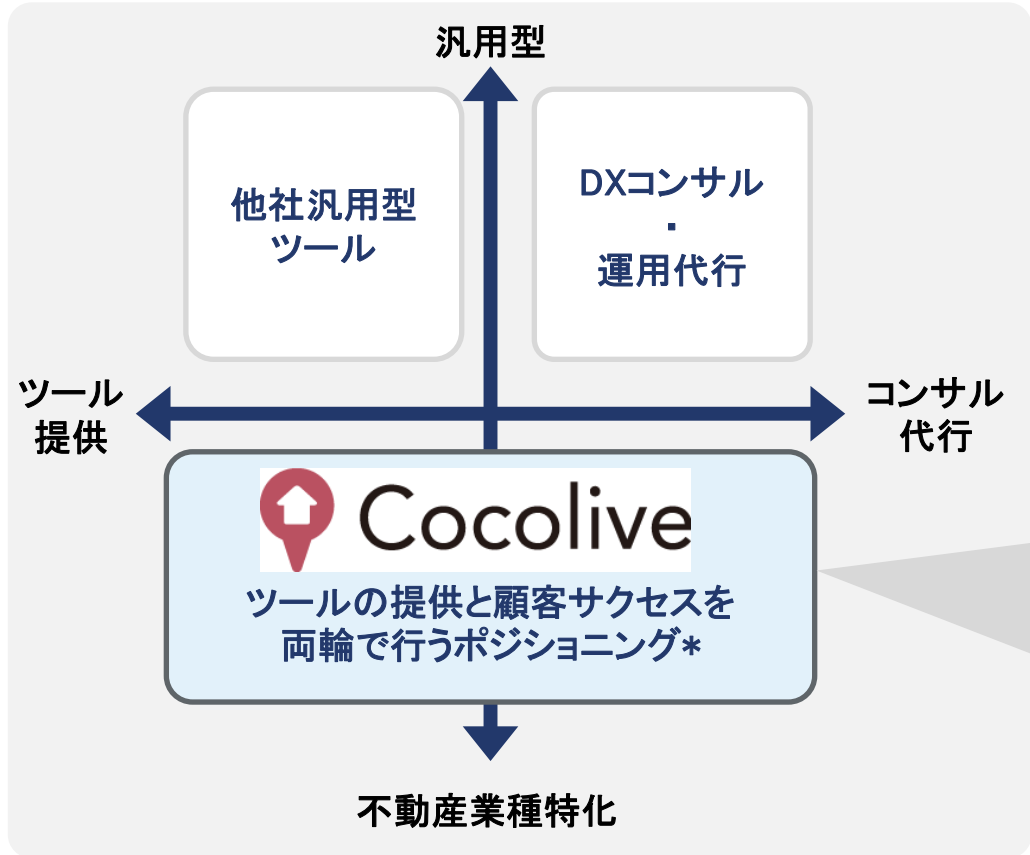 汎用型
他社汎用型
ツール
DXコンサル
・
運用代行
ツール
提供
コンサル
代行
Cocolive
ツールの提供と顧客サクセスを
両輪で行うポジショニング*
不動産業種特化